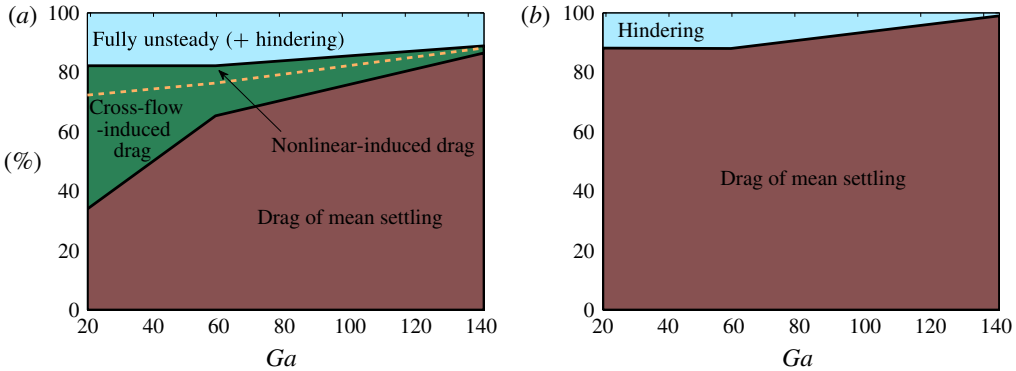 (a)
100
80
60
(%)
40
20
0
Fully unsteady (+ hindering)
Cross-flow
-induced
drag
Nonlinear-induced drag
Drag of mean settling
20 40 60 80 100 120 140
Ga
(b)
100
80
60
40
20
0
Hindering
Drag of mean settling
20 40 60 80 100 120 140
Ga